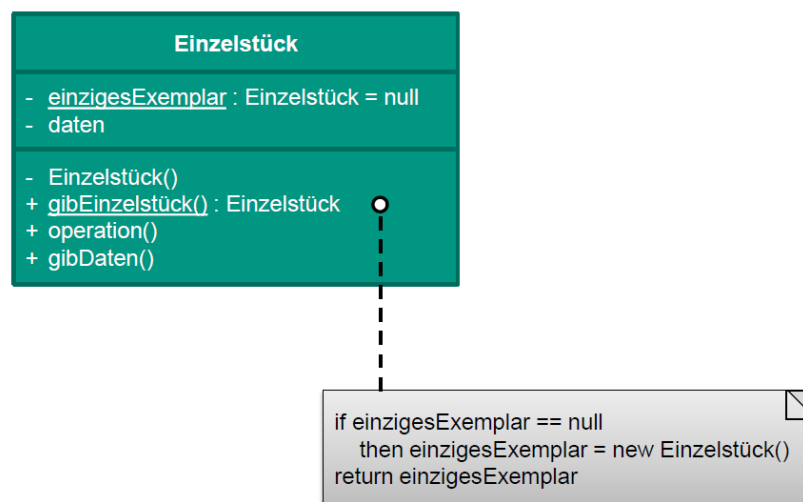 Einzelstück
- einzigesExemplar : Einzelstück = null
- daten
- Einzelstück()
+ gibEinzelstück() : Einzelstück
+ operation()
+ gibDaten()
if einzigesExemplar == null
then einzigesExemplar = new Einzelstück()
return einzigesExemplar